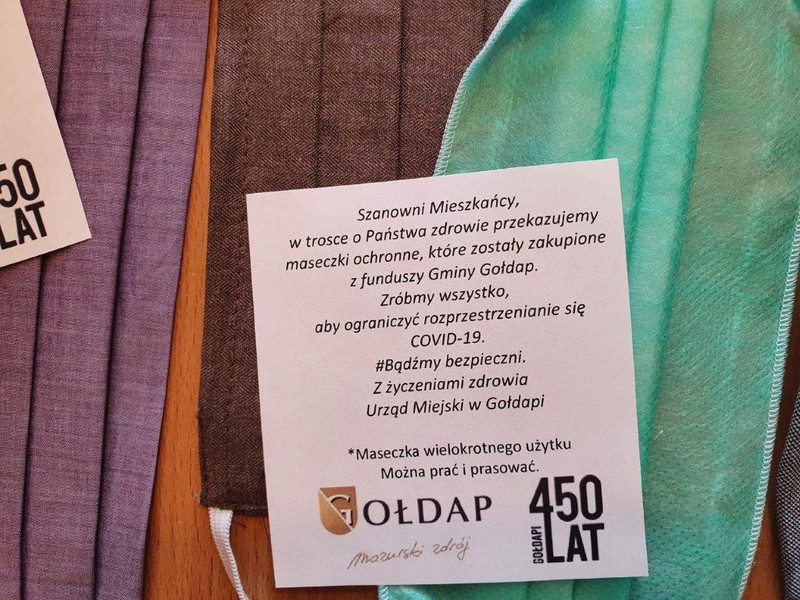 50
LAT
Szanowni Mieszkańcy,
w trosce o Państwa zdrowie przekazujemy
maseczki ochronne, które zostały zakupione
z funduszy Gminy Gołdap.
Zróbmy wszystko,
aby ograniczyć rozprzestrzenianie się
COVID-19.
#Bądźmy bezpieczni.
Z życzeniami zdrowia
Urząd Miejski w Gołdapi
*Maseczka wielokrotnego użytku
Można prać i prasować.
GOŁDAP
Mazurski zdrój
450
GOŁDAPI LAT